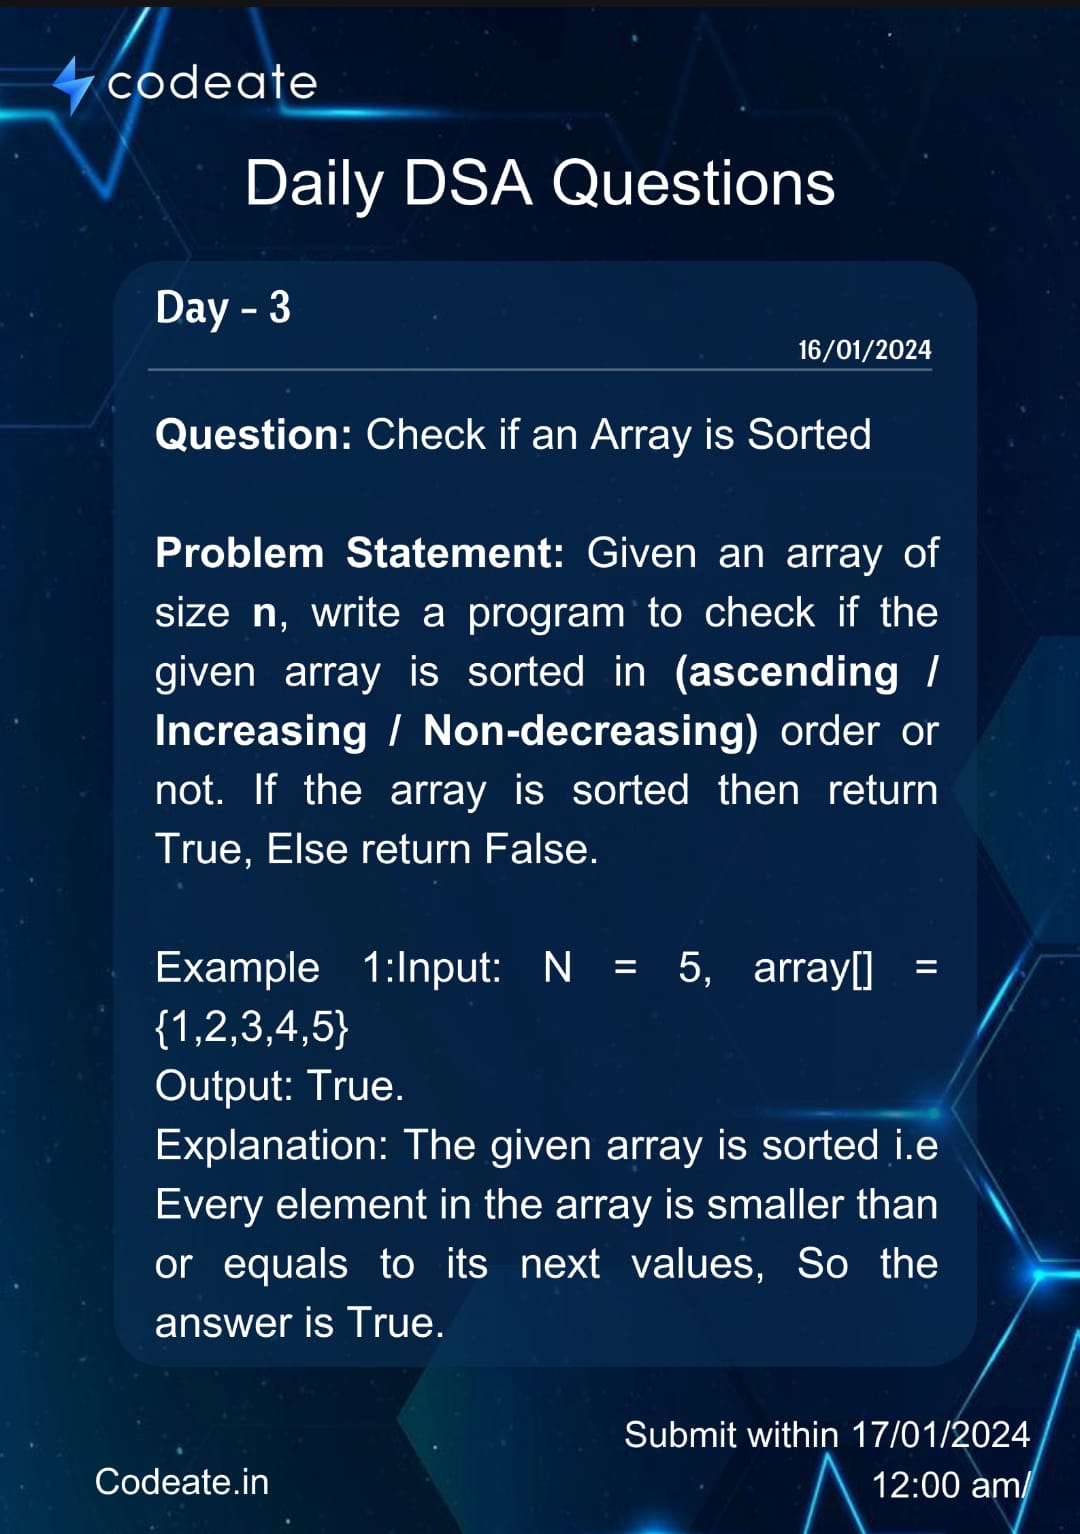 codeate
Daily DSA Questions
Day - 3
16/01/2024
Question: Check if an Array is Sorted
Problem Statement: Given an array of
size n, write a program to check if the
given array is sorted in (ascending /
Increasing / Non-decreasing) order or
not. If the array is sorted then return
True, Else return False.
Example 1:Input: N = 5, array[] =
{1,2,3,4,5}
Output: True.
Explanation: The given array is sorted i.e
Every element in the array is smaller than
or equals to its next values, So the
answer is True.
Submit within 17/01/2024
12:00 am/
Codeate.in